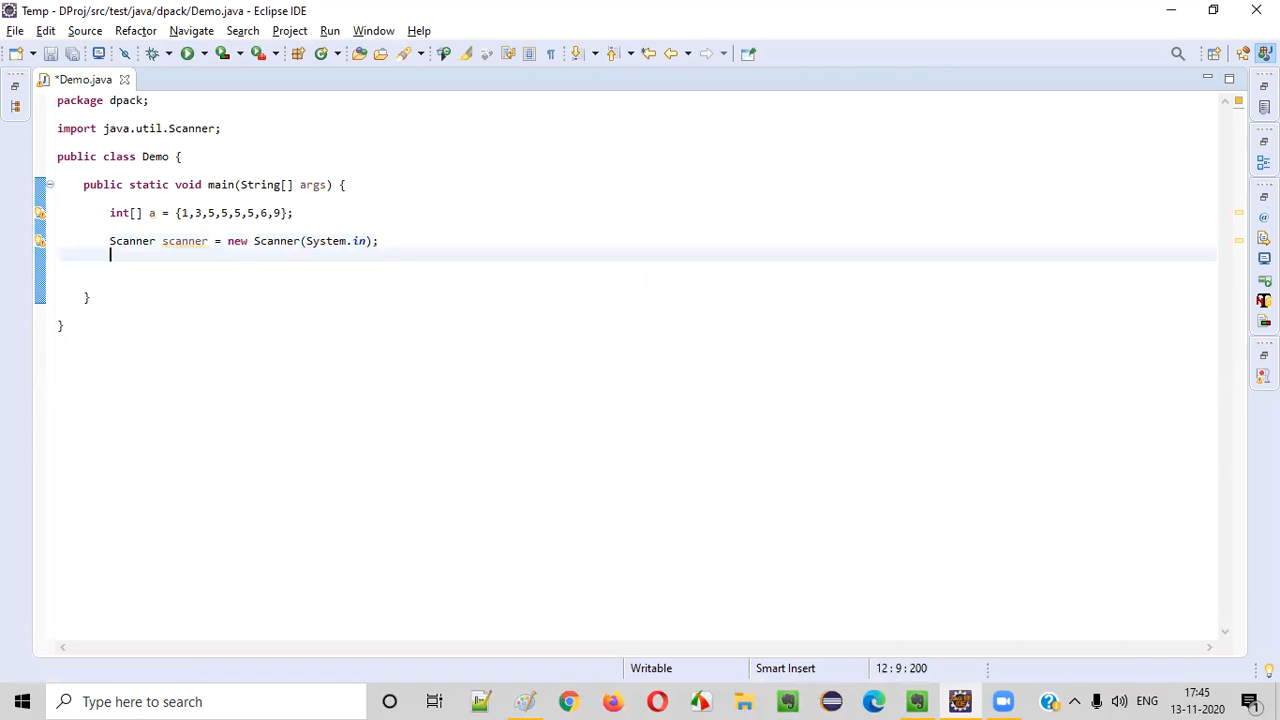 Temp - DProj/src/test/java/dpack/Demo.java - Eclipse IDE
File Edit Source Refactor Navigate Search Project Run Window Help
*Demo.java
package dpack;
import java.util.Scanner;
public class Demo {
public static void main(String[] args) {
int[] a = {1,3,5,5,5,5,6,9};
Scanner scanner = new Scanner(System.in);
}
}
Writable Smart Insert 12 : 9 : 200
Type here to search
ENG
17:45
13-11-2020